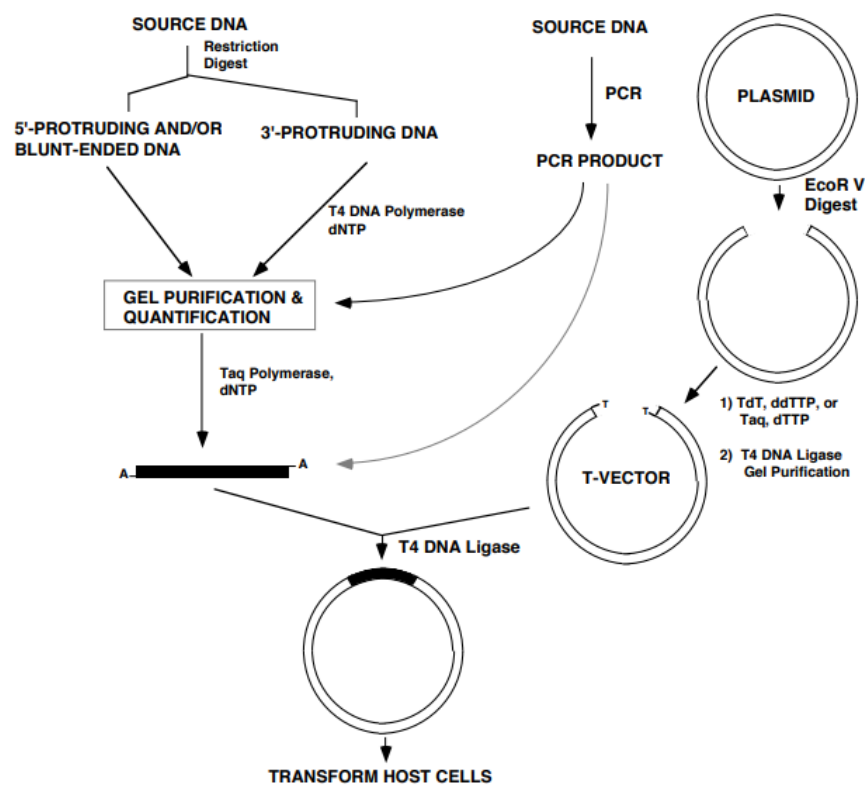 SOURCE DNA
Restriction
Digest
5'-PROTRUDING AND/OR
BLUNT-ENDED DNA
3'-PROTRUDING DNA
T4 DNA Polymerase
dNTP
GEL PURIFICATION &
QUANTIFICATION
Taq Polymerase,
dNTP
A
A
SOURCE DNA
PCR
PCR PRODUCT
PLASMID
EcoR V
Digest
1) TdT, ddTTP, or
Taq, dTTP
2) T4 DNA Ligase
Gel Purification
T
T
T-VECTOR
T4 DNA Ligase
TRANSFORM HOST CELLS